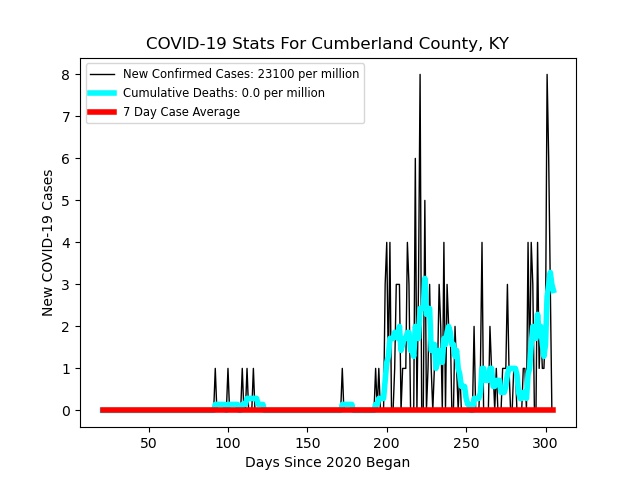 COVID-19 Stats For Cumberland County, KY
New Confirmed Cases: 23100 per million
Cumulative Deaths: 0.0 per million
7 Day Case Average
8
7
6
5
4
3
2
1
0
New COVID-19 Cases
50 100 150 200 250 300
Days Since 2020 Began